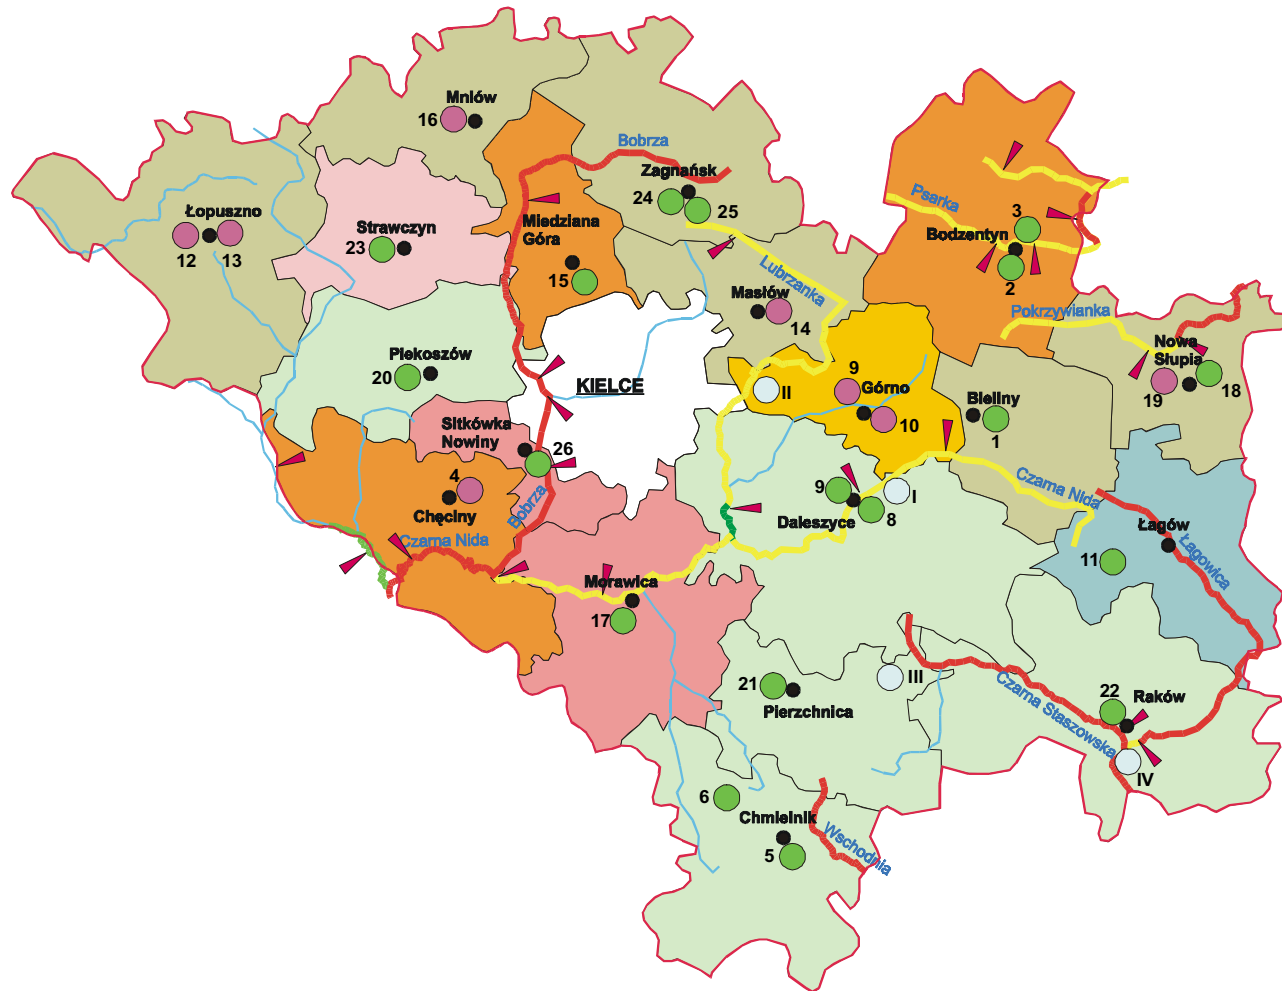 Mniów
16
Bobrza
Zagnańsk
24
25
Łopuszno
12
13
Strawczyn
23
Miedziana
Góra
15
Psarka
3
Bodzentyn
2
Lubrzanka
Masłów
14
Pokrzywianka
Nowa
Słupia
19
18
Piekoszów
20
KIELCE
II
9
Górno
10
Bieliny
1
Sitkówka
Nowiny
26
4
Chęciny
Bobrza
Czarna Nida
9
8
I
Daleszyce
Czarna Nida
Łagów
Łagowica
11
Morawica
17
21
Pierzchnica
III
Czarna Staszowska
22
Raków
IV
6
Chmielnik
5
Wschodnia